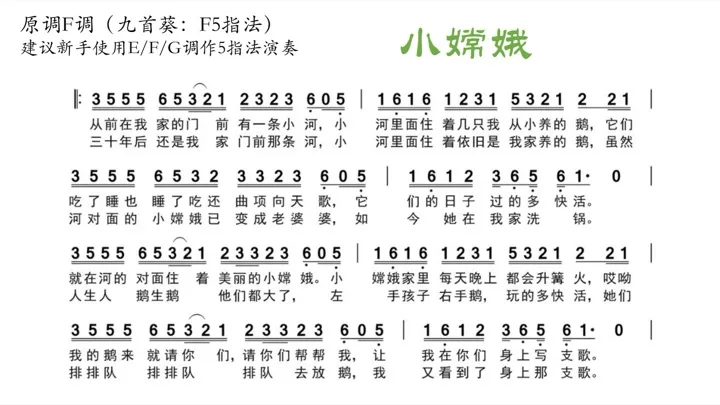 原调F调（九首葵：F5指法）
建议新手使用E/F/G调作5指法演奏
小嫦娥
3555 65321 2323 605 | 1616 1231 5321 2 21 |
从前在我 家的门 前 有一条小 河，小 河里面住 着几只我 从小养的 鹅，它们
三十年后 还是我 家 门前那条 河，小 河里面住 着依旧是 我家养的 鹅，虽然
3555 65321 2323 605 | 1612 365 61· 0 |
吃了睡也 睡了吃还 曲项向天 歌，它 们的日子 过的多 快活。
河对面的 小嫦娥已 变成老婆 婆，如 今 她在 我家洗 锅。
3555 65321 2323 605 | 1616 1231 5321 2 21 |
就在河的 对面住 着 美丽的小嫦 娥。小 嫦娥家里 每天晚上 都会升篝 火，哎呦
人生人 鹅生鹅 他们都大了，左 手孩子 右手鹅，玩的多快 活，她们
3555 65321 2323 605 | 1612 365 61· 0 |
我的鹅来 就请你 们，请你们帮帮 我，让 我在你们 身上写 支歌。
排排队 排排队 排队 去放 鹅，我 又看到了 身上那 支歌。